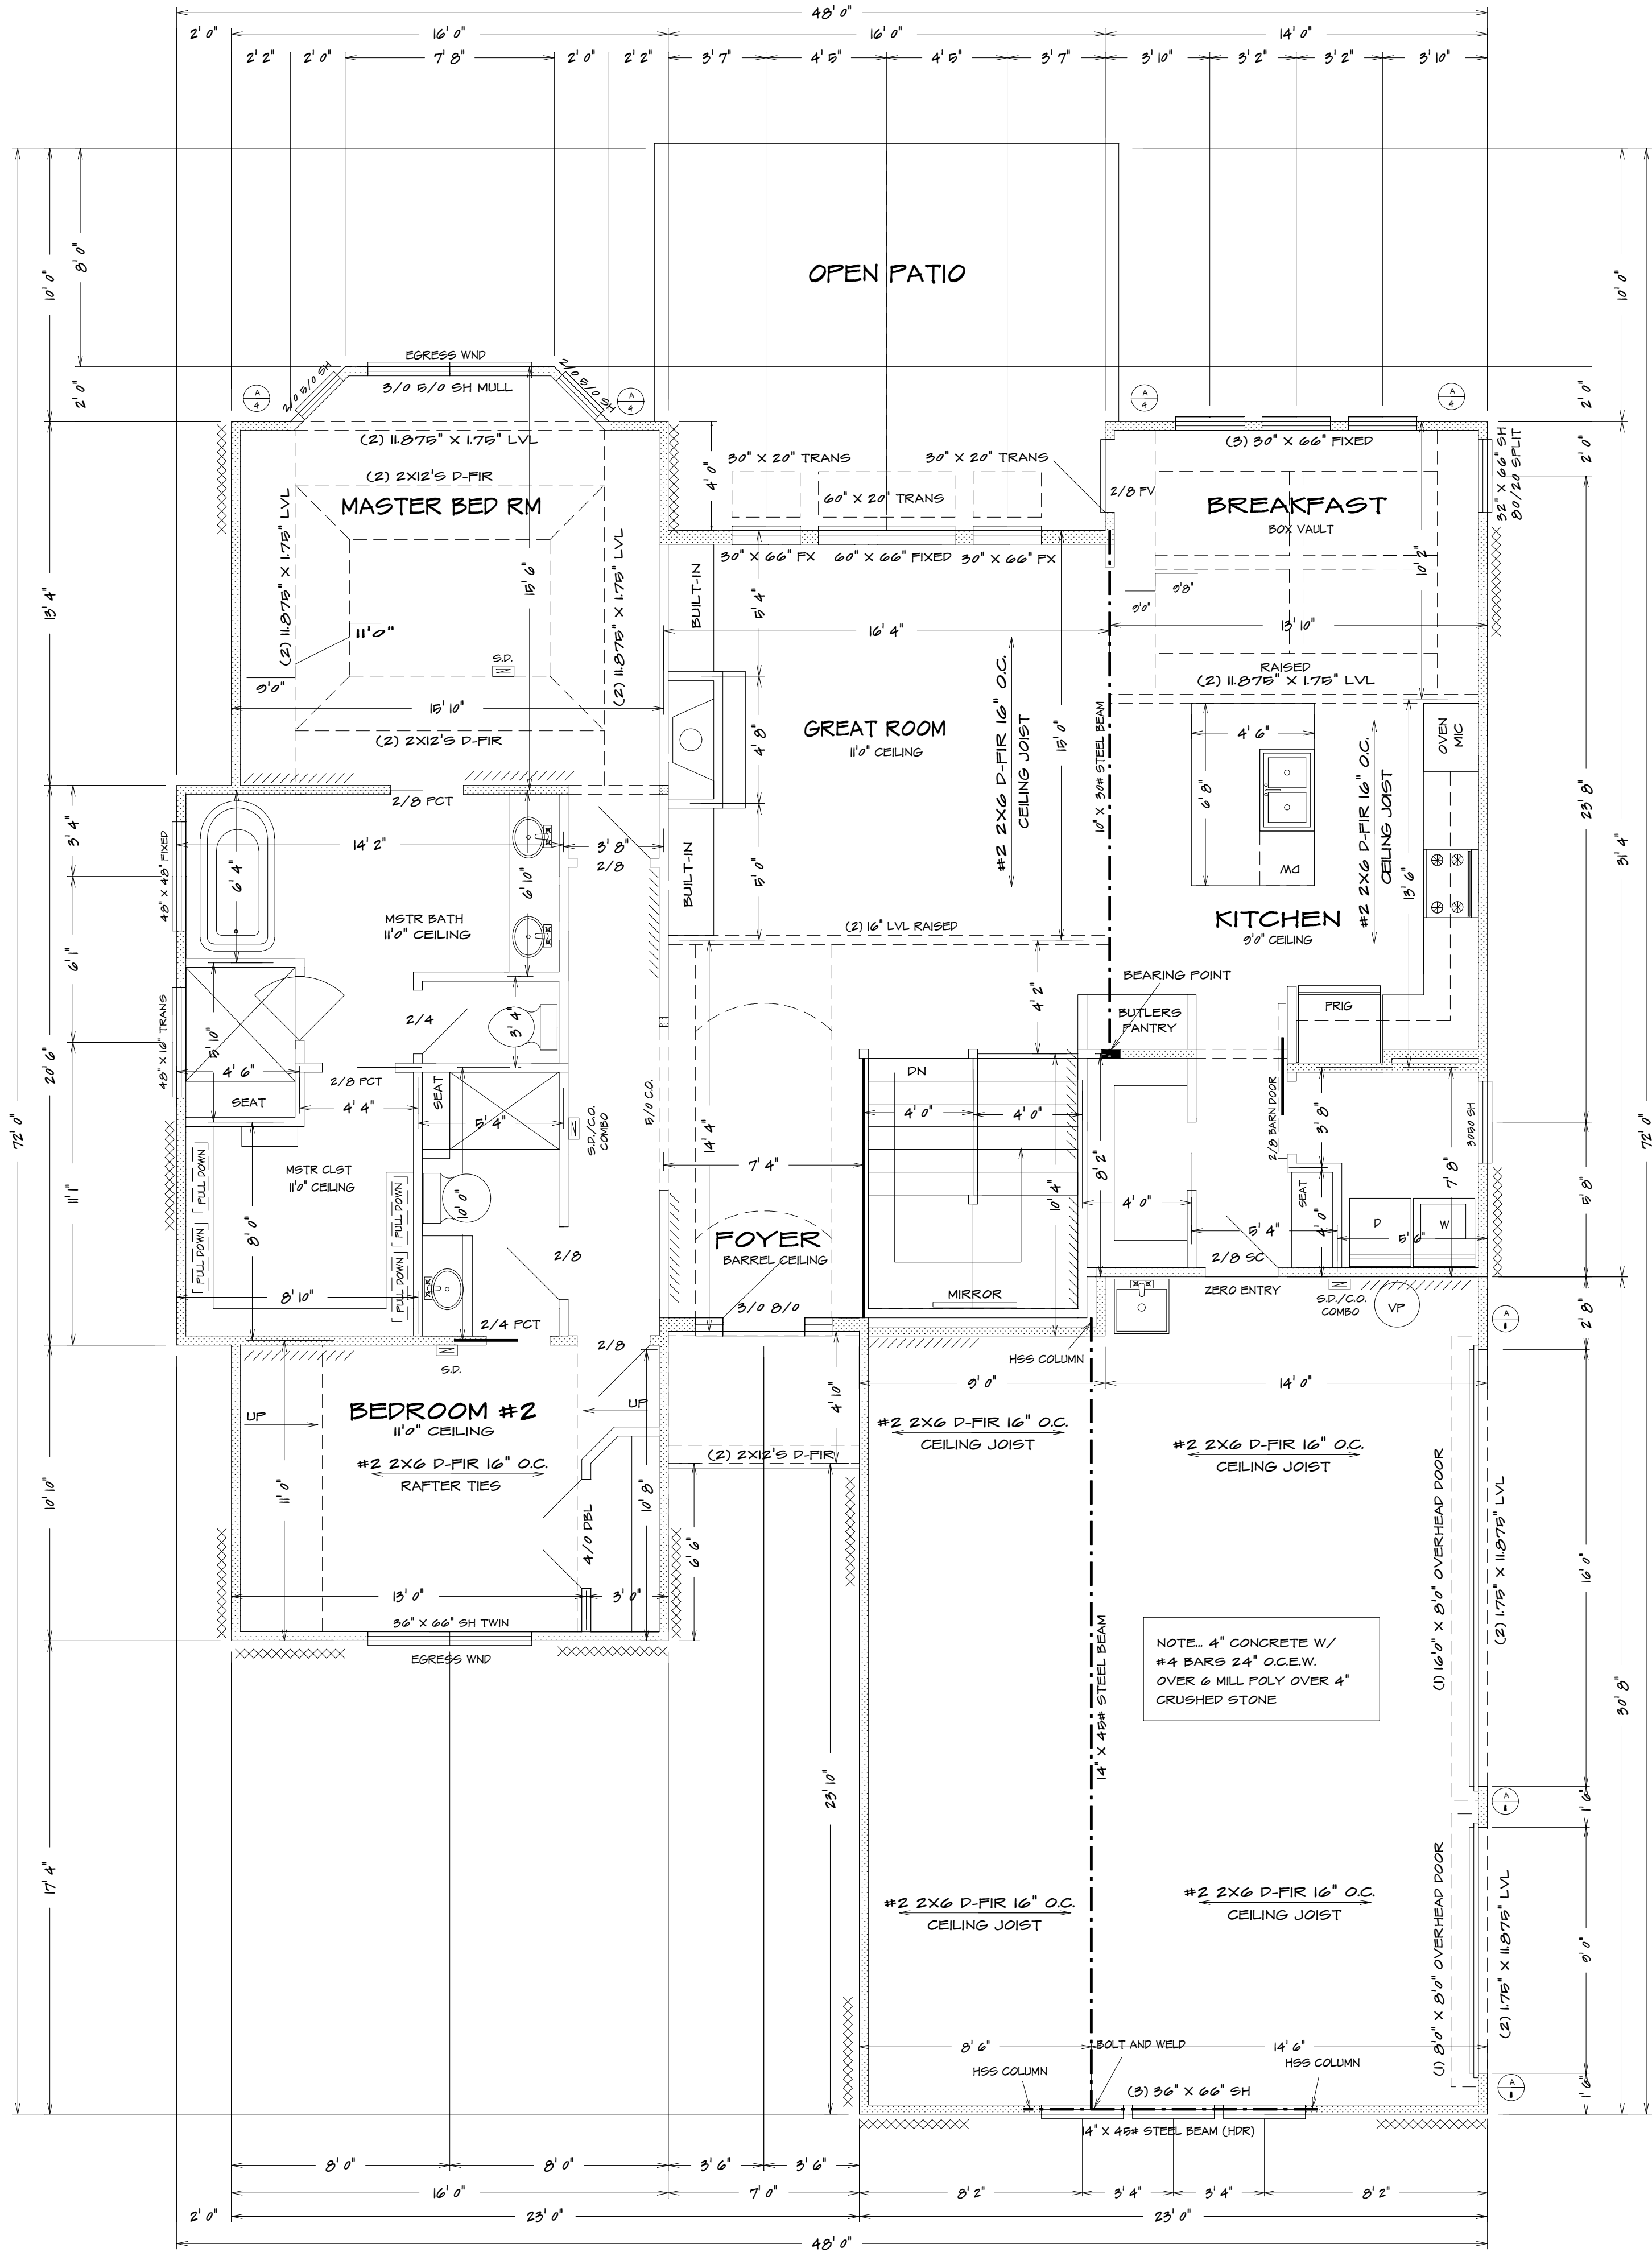 48' 0"
2' 0"
16' 0"
16' 0"
14' 0"
2' 2"
2' 0"
7' 8"
2' 0"
2' 2"
3' 7"
4' 5"
4' 5"
3' 7"
3' 10"
3' 2"
3' 2"
3' 10"
OPEN PATIO
8' 0"
10' 0"
10' 0"
2' 0"
2' 0"
2' 0"
EGRESS WND
2/0 5/0 SH
3/0 5/0 SH MULL
2/0 5/0 SH
A
4
A
4
A
4
A
4
(2) 11.875" X 1.75" LVL
(2) 2X12'S D-FIR
MASTER BED RM
(2) 11.875" X 1.75" LVL
(2) 11.875" X 1.75" LVL
15' 6"
11'0"
9'0"
S.D.
15' 10"
(2) 2X12'S D-FIR
13' 4"
4' 0"
30" X 20" TRANS
30" X 20" TRANS
60" X 20" TRANS
30" X 66" FX
60" X 66" FIXED
30" X 66" FX
(3) 30" X 66" FIXED
2/8 FV
BREAKFAST
BOX VAULT
32" X 66" SH
80/20 SPLIT
10' 2"
9'8"
9'0"
13' 10"
RAISED
(2) 11.875" X 1.75" LVL
BUILT-IN
5' 4"
16' 4"
GREAT ROOM
11'0" CEILING
#2 2X6 D-FIR 16" O.C.
CEILING JOIST
15' 0"
10" X 30# STEEL BEAM
4' 8"
4' 6"
6' 8"
DW
#2 2X6 D-FIR 16" O.C.
CEILING JOIST
13' 6"
OVEN
MIC
23' 8"
31' 4"
2/8 PCT
3' 4"
48" X 48" FIXED
6' 4"
14' 2"
3' 8"
2/8
6' 10"
BUILT-IN
5' 0"
MSTR BATH
11'0" CEILING
(2) 16" LVL RAISED
KITCHEN
9'0" CEILING
6' 1"
48" X 16" TRANS
5' 10"
2/4
3' 4"
4' 2"
BEARING POINT
BUTLERS
PANTRY
FRIG
20' 6"
4' 6"
SEAT
2/8 PCT
4' 4"
SEAT
5' 4"
S.D./C.O.
COMBO
5/0 C.O.
DN
4' 0"
4' 0"
2/8 BARN DOOR
3' 8"
3050 SH
72' 0"
72' 0"
11' 1"
PULL DOWN
PULL DOWN
MSTR CLST
11'0" CEILING
8' 0"
PULL DOWN
PULL DOWN
10' 0"
14' 4"
7' 4"
8' 2"
10' 4"
4' 0"
SEAT
4' 0"
7' 8"
D
W
5' 6"
5' 8"
FOYER
BARREL CEILING
2/8
5' 4"
2/8 SC
8' 10"
3/0 8/0
MIRROR
ZERO ENTRY
S.D./C.O.
COMBO
VP
2' 8"
2/4 PCT
2/8
S.D.
HSS COLUMN
9' 0"
14' 0"
UP
BEDROOM #2
11'0" CEILING
UP
4' 10"
#2 2X6 D-FIR 16" O.C.
CEILING JOIST
#2 2X6 D-FIR 16" O.C.
CEILING JOIST
#2 2X6 D-FIR 16" O.C.
RAFTER TIES
(2) 2X12'S D-FIR
10' 10"
11' 0"
4/0 DBL
10' 8"
6' 6"
13' 0"
3' 0"
36" X 66" SH TWIN
EGRESS WND
(1) 16'0" X 8'0" OVERHEAD DOOR
(2) 1.75" X 11.875" LVL
16' 0"
30' 8"
14" X 45# STEEL BEAM
NOTE... 4" CONCRETE W/
#4 BARS 24" O.C.E.W.
OVER 6 MILL POLY OVER 4"
CRUSHED STONE
23' 10"
17' 4"
A
A
A
1' 6"
#2 2X6 D-FIR 16" O.C.
CEILING JOIST
#2 2X6 D-FIR 16" O.C.
CEILING JOIST
(1) 8'0" X 8'0" OVERHEAD DOOR
(2) 1.75" X 11.875" LVL
9' 0"
8' 6"
BOLT AND WELD
14' 6"
HSS COLUMN
HSS COLUMN
(3) 36" X 66" SH
1' 6"
14" X 45# STEEL BEAM (HDR)
8' 0"
8' 0"
3' 6"
3' 6"
16' 0"
7' 0"
8' 2"
3' 4"
3' 4"
8' 2"
2' 0"
23' 0"
23' 0"
48' 0"